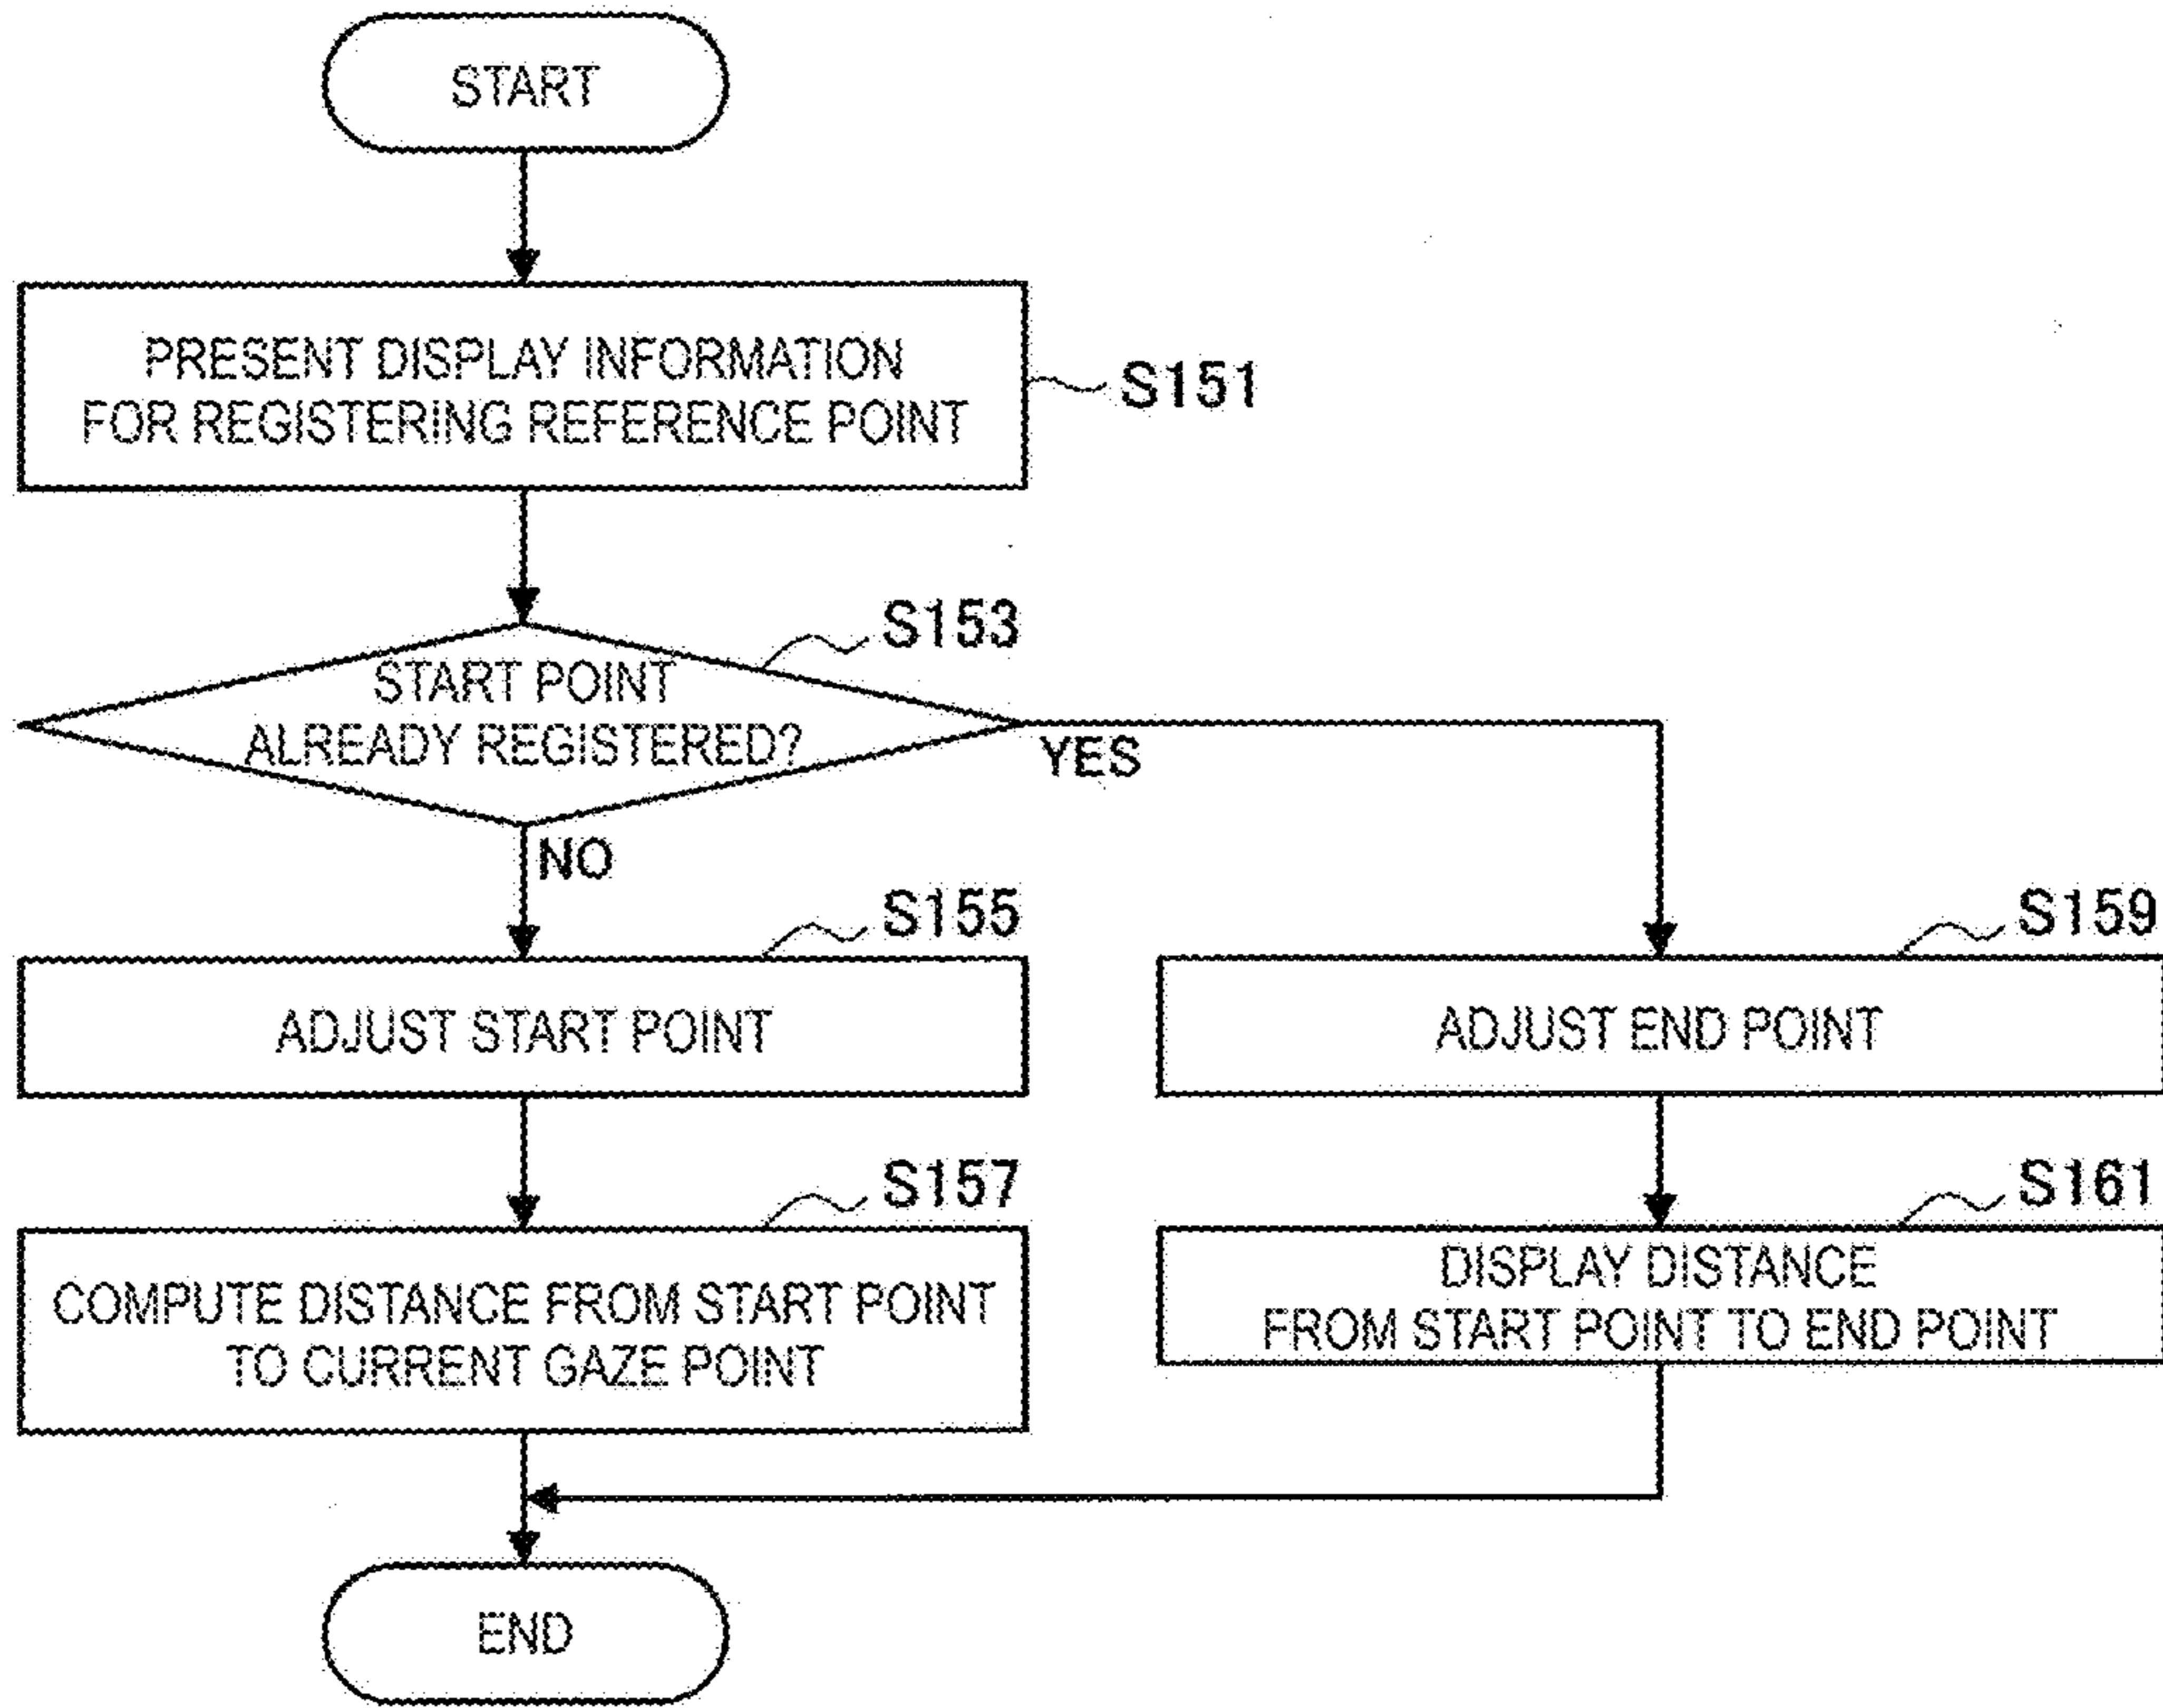 START
PRESENT DISPLAY INFORMATION
FOR REGISTERING REFERENCE POINT
S151
S153
START POINT
ALREADY REGISTERED?
YES
NO
S155
ADJUST START POINT
S159
ADJUST END POINT
S157
COMPUTE DISTANCE FROM START POINT
TO CURRENT GAZE POINT
S161
DISPLAY DISTANCE
FROM START POINT TO END POINT
END